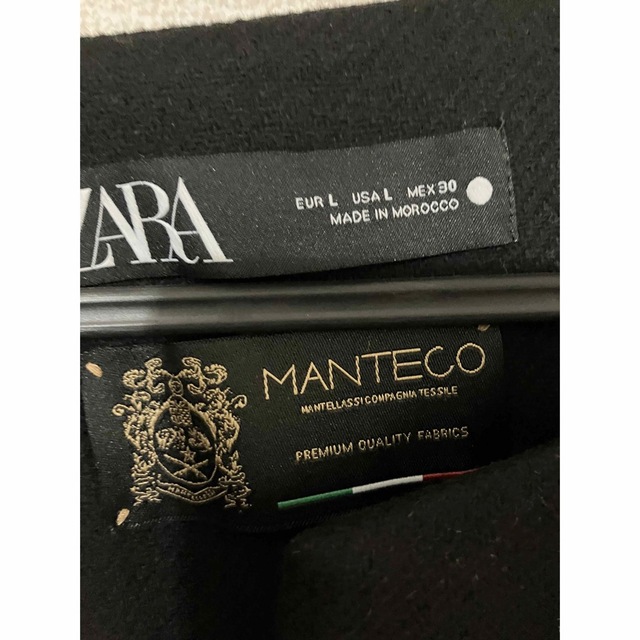 ZARA
EUR L USA L MEX 30
MADE IN MOROCCO
MANTECO
MANTELLASSI COMPAGNIA TESSILE
PREMIUM QUALITY FABRICS